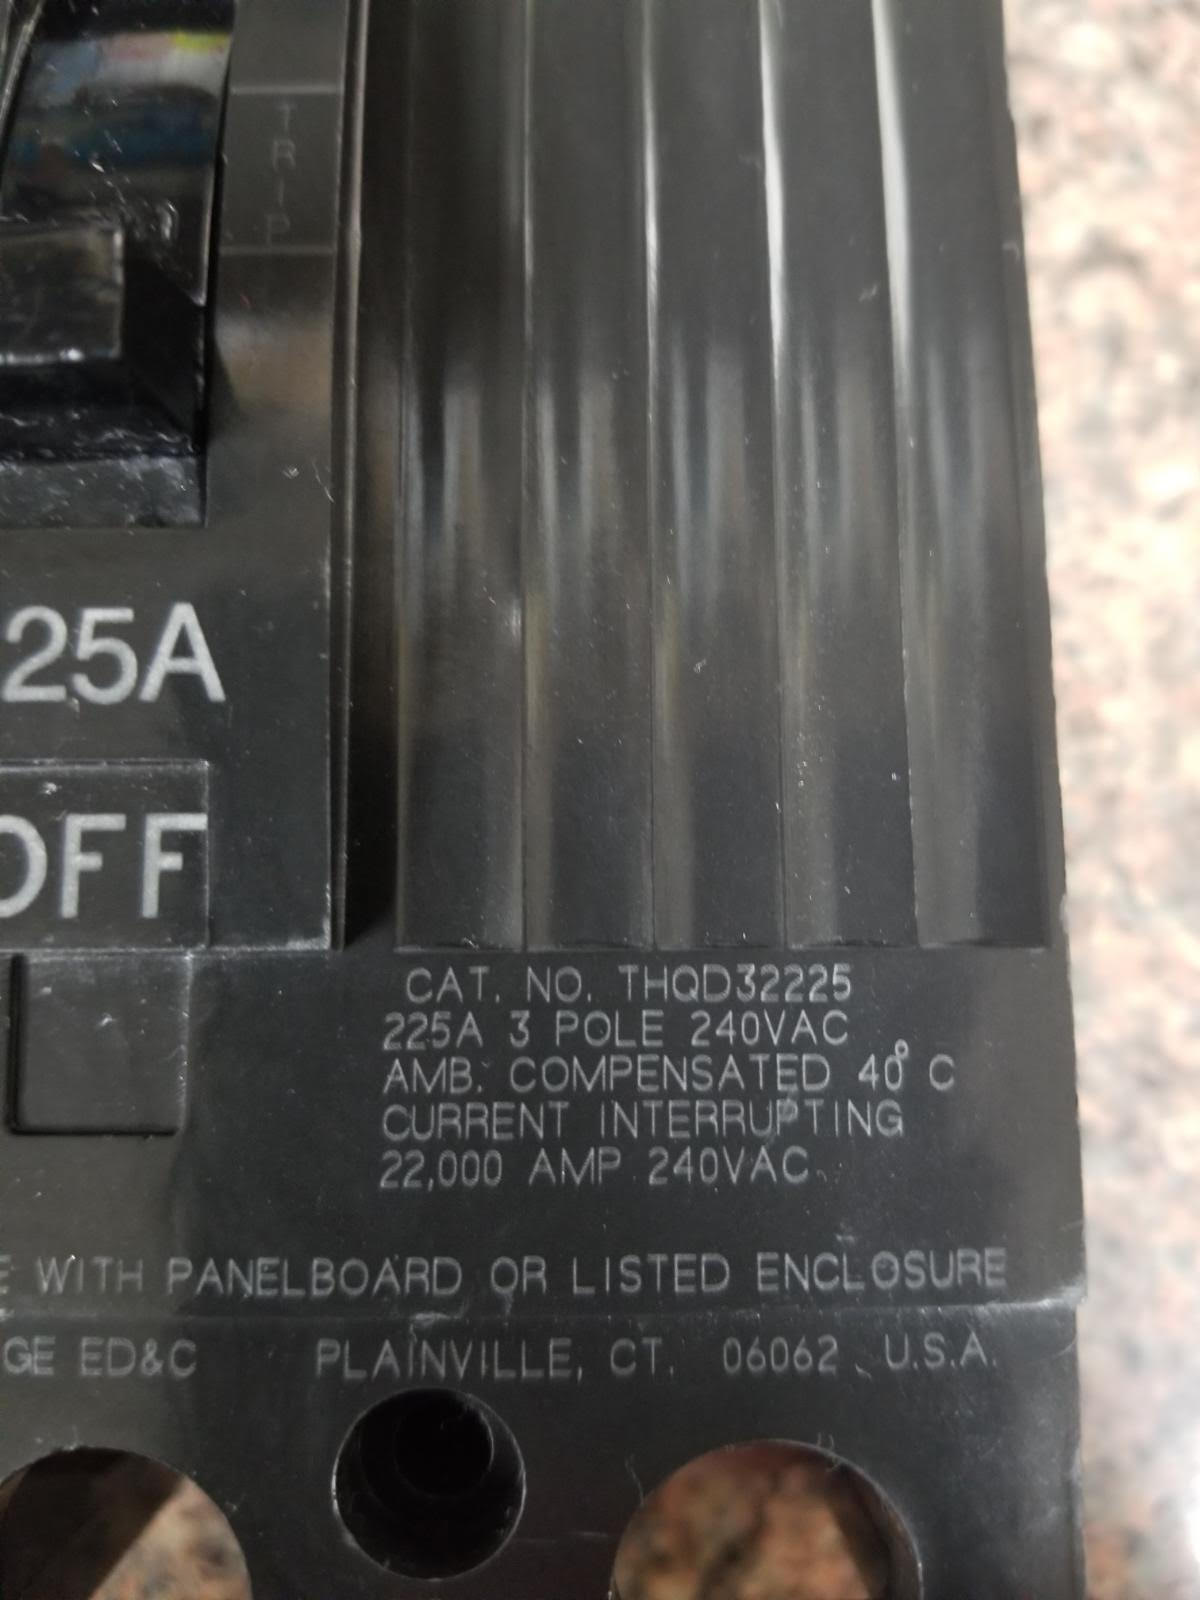 TRIP
25A
OFF
CAT. NO. THQD32225
225A 3 POLE 240VAC
AMB. COMPENSATED 40° C
CURRENT INTERRUPTING
22,000 AMP 240VAC
E WITH PANELBOARD OR LISTED ENCLOSURE
GE ED&C PLAINVILLE, CT. 06062 U.S.A.